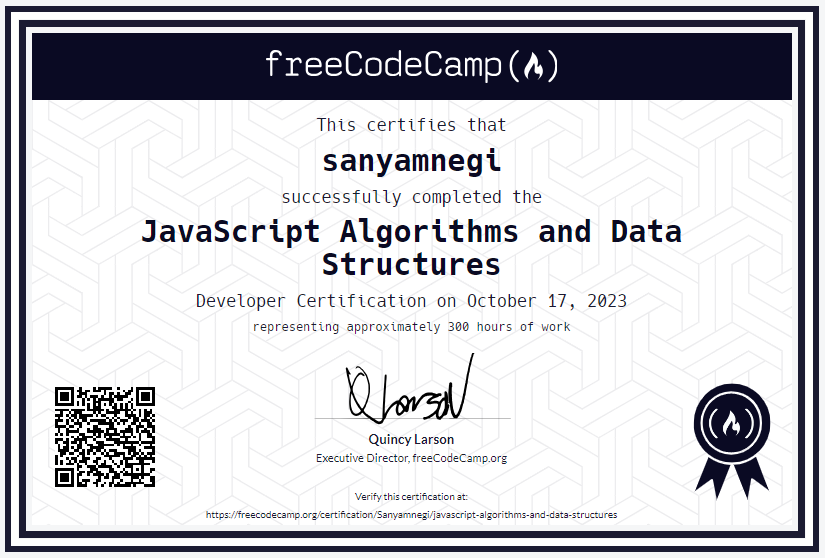 freeCodeCamp(🔥)
This certifies that
sanyamnegi
successfully completed the
JavaScript Algorithms and Data
Structures
Developer Certification on October 17, 2023
representing approximately 300 hours of work
QLarson
Quincy Larson
Executive Director, freeCodeCamp.org
Verify this certification at:
https://freecodecamp.org/certification/Sanyamnegi/javascript-algorithms-and-data-structures